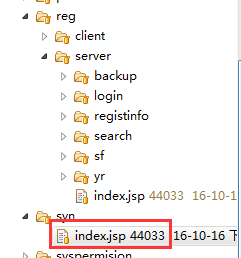 reg
client
server
backup
login
registinfo
search
sf
yr
index.jsp 44033 16-10-1
syn
index.jsp 44033 16-10-16 下
syspermision